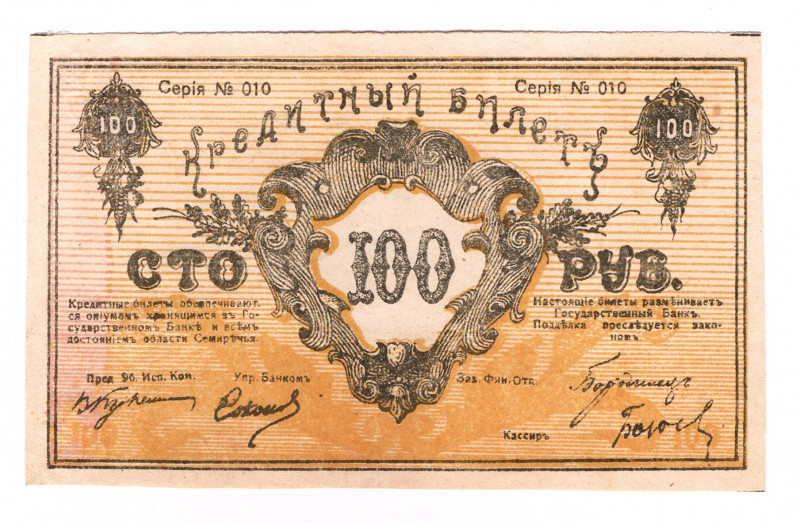 Серія № 010
Серія № 010
Кредитный Билетъ
100
100
СТО
100
РУБ.
Кредитные билеты обезпечивают-
ся опіумомъ хранящимся въ Го-
сударственномъ Банкѣ и всѣмъ
достояніемъ области Семирѣчья.
Настоящіе билеты размѣниваетъ
Государственный Банкъ.
Поддѣлка преслѣдуется зако-
номъ.
Пред. Об. Исп. Ком.
Упр. Банкомъ
Зав. Фин. Отд.
Кассиръ